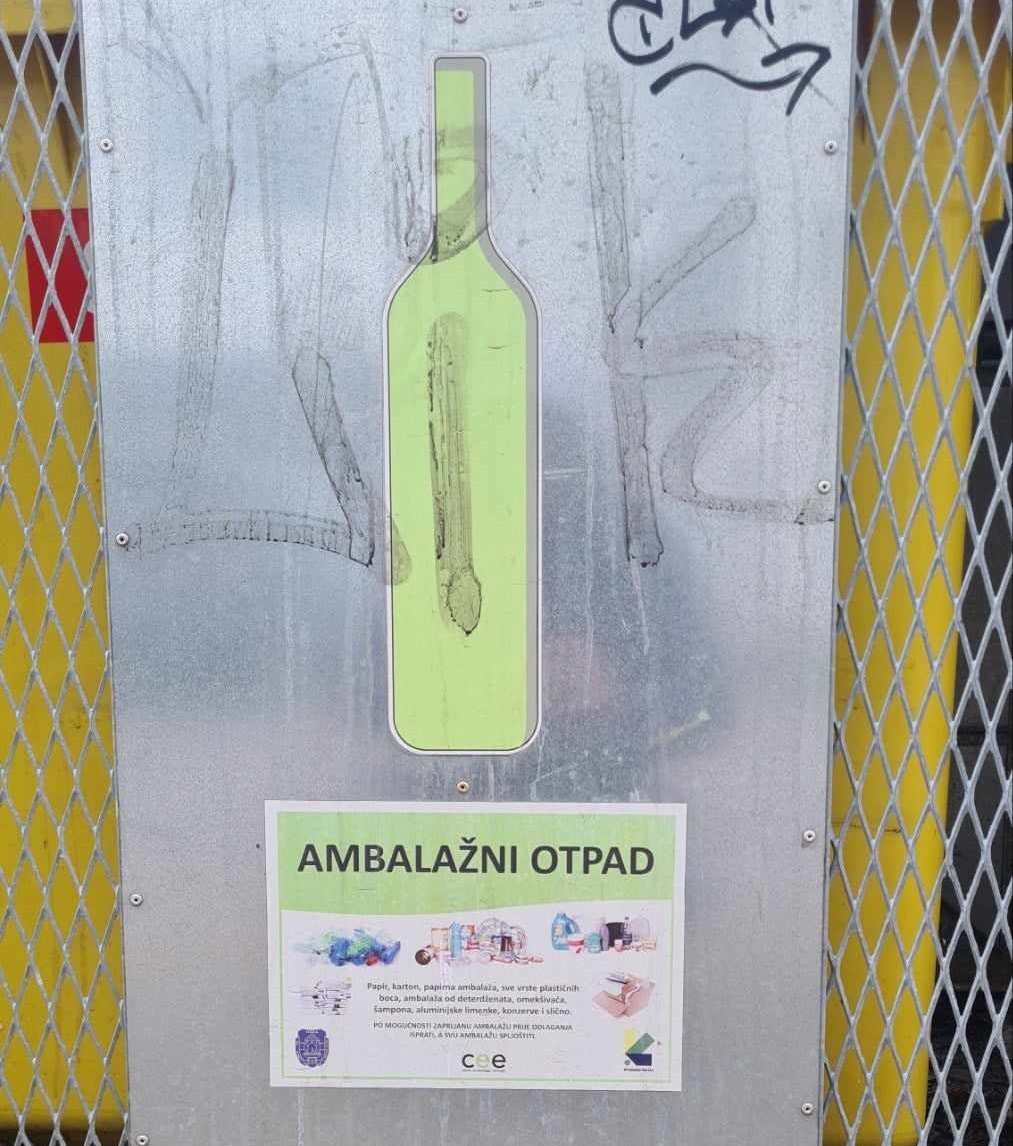 AMBALAŽNI OTPAD
Papir, karton, papirna ambalaža, sve vrste plastičnih
boca, ambalaža od deterdženata, omekšivača,
šampona, aluminijske limenke, konzerve i slično.
PO MOGUĆNOSTI ZAPRLJANU AMBALAŽU PRIJE ODLAGANJA
ISPRATI, A SVU AMBALAŽU SPLJOŠTITI.
cee